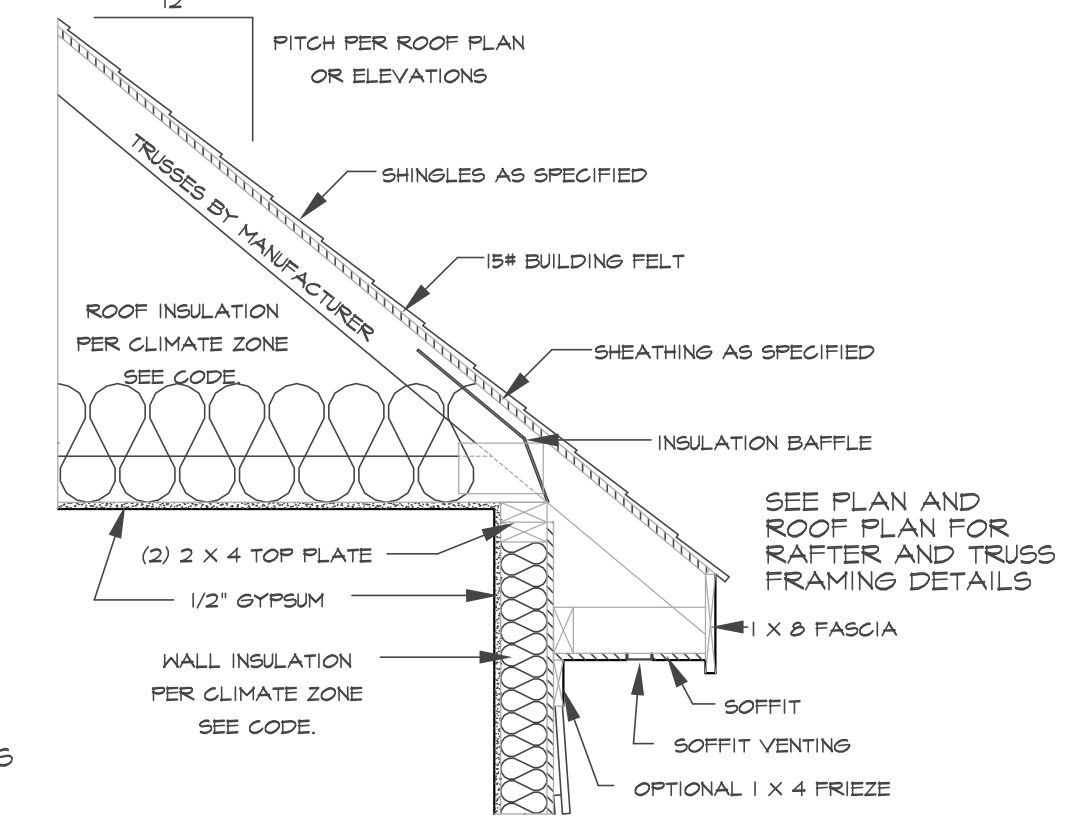 12
PITCH PER ROOF PLAN
OR ELEVATIONS
TRUSSES BY MANUFACTURER
SHINGLES AS SPECIFIED
15# BUILDING FELT
ROOF INSULATION
PER CLIMATE ZONE
SEE CODE.
SHEATHING AS SPECIFIED
INSULATION BAFFLE
SEE PLAN AND
ROOF PLAN FOR
RAFTER AND TRUSS
FRAMING DETAILS
(2) 2 X 4 TOP PLATE
1/2" GYPSUM
1 X 8 FASCIA
WALL INSULATION
PER CLIMATE ZONE
SEE CODE.
SOFFIT
SOFFIT VENTING
OPTIONAL 1 X 4 FRIEZE
S